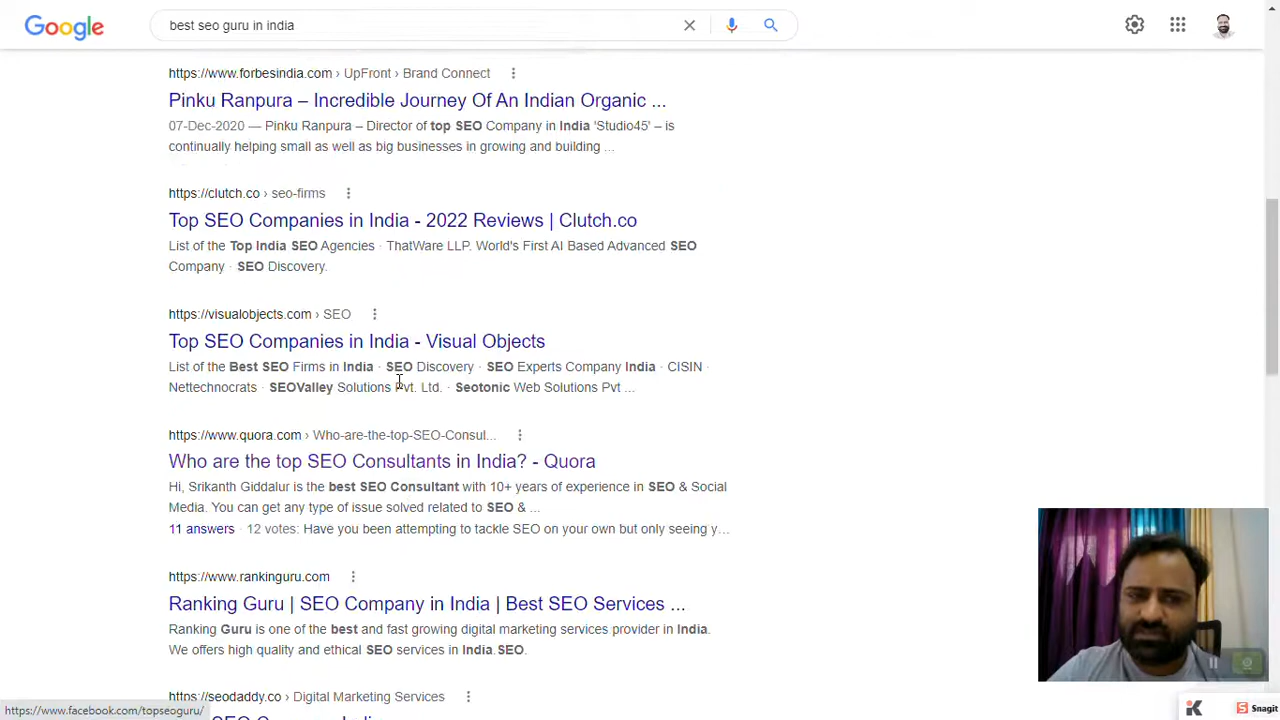 Google
best seo guru in india
https://www.forbesindia.com › UpFront › Brand Connect
Pinku Ranpura – Incredible Journey Of An Indian Organic ...
07-Dec-2020 — Pinku Ranpura – Director of top SEO Company in India 'Studio45' – is
continually helping small as well as big businesses in growing and building ...
https://clutch.co › seo-firms
Top SEO Companies in India - 2022 Reviews | Clutch.co
List of the Top India SEO Agencies · ThatWare LLP. World's First AI Based Advanced SEO
Company · SEO Discovery.
https://visualobjects.com › SEO
Top SEO Companies in India - Visual Objects
List of the Best SEO Firms in India · SEO Discovery · SEO Experts Company India · CISIN ·
Nettechnocrats · SEOValley Solutions Pvt. Ltd. · Seotonic Web Solutions Pvt ...
https://www.quora.com › Who-are-the-top-SEO-Consul...
Who are the top SEO Consultants in India? - Quora
Hi, Srikanth Giddalur is the best SEO Consultant with 10+ years of experience in SEO & Social
Media. You can get any type of issue solved related to SEO & ...
11 answers · 12 votes: Have you been attempting to tackle SEO on your own but only seeing y...
https://www.rankinguru.com
Ranking Guru | SEO Company in India | Best SEO Services ...
Ranking Guru is one of the best and fast growing digital marketing services provider in India.
We offers high quality and ethical SEO services in India.SEO.
https://seodaddy.co › Digital Marketing Services
https://www.facebook.com/topseoguru/
Snagit